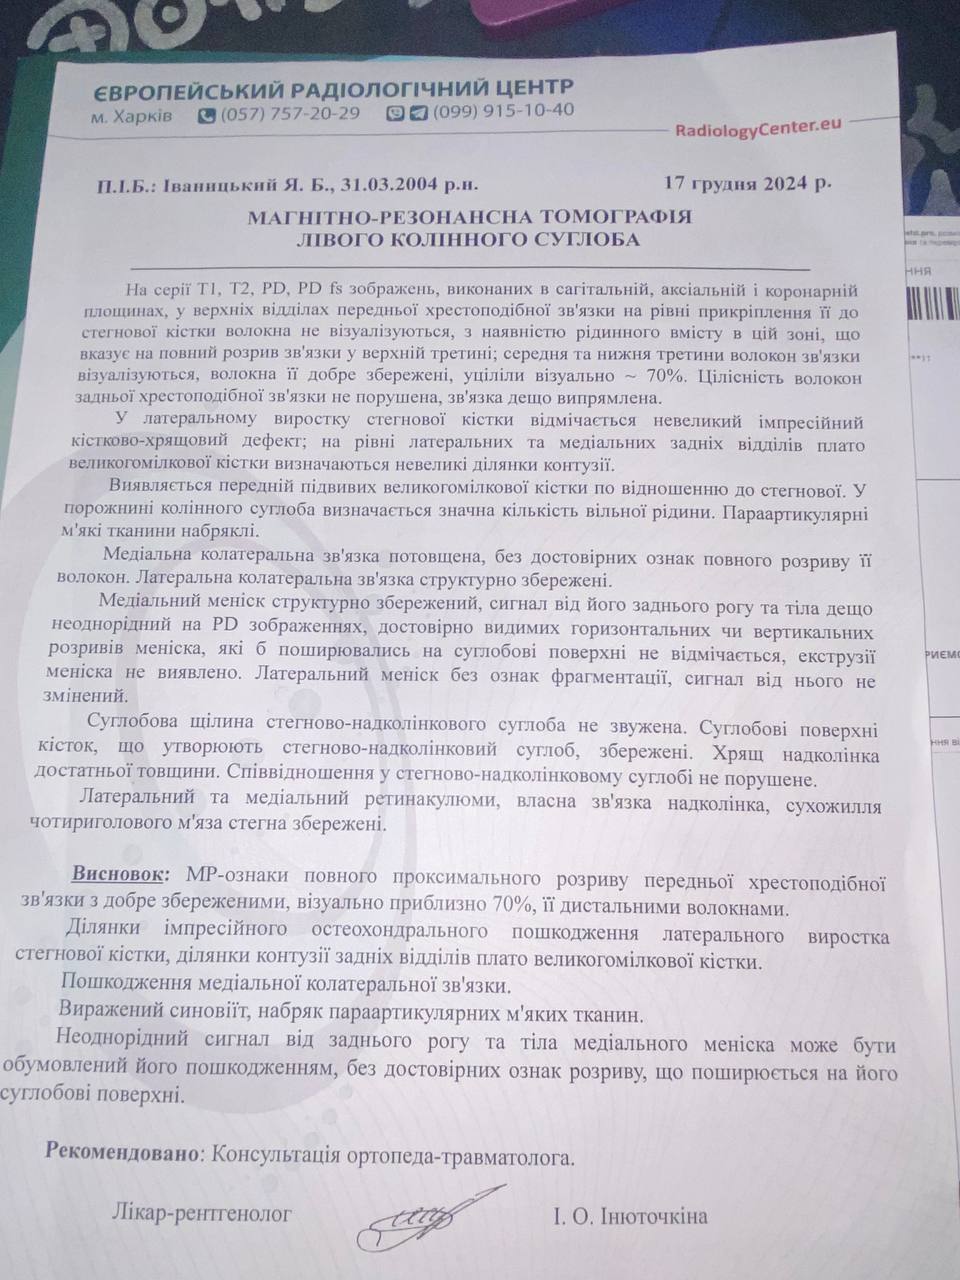 ЄВРОПЕЙСЬКИЙ РАДІОЛОГІЧНИЙ ЦЕНТР
м. Харків (057) 757-20-29 (099) 915-10-40
RadiologyCenter.eu
П.І.Б.: Іваницький Я. Б., 31.03.2004 р.н. 17 грудня 2024 р.
МАГНІТНО-РЕЗОНАНСНА ТОМОГРАФІЯ
ЛІВОГО КОЛІННОГО СУГЛОБА
На серії Т1, Т2, PD, PD fs зображень, виконаних в сагітальній, аксіальній і коронарній
площинах, у верхніх відділах передньої хрестоподібної зв'язки на рівні прикріплення її до
стегнової кістки волокна не візуалізуються, з наявністю рідинного вмісту в цій зоні, що
вказує на повний розрив зв'язки у верхній третині; середня та нижня третини волокон зв'язки
візуалізуються, волокна її добре збережені, уціліли візуально ~ 70%. Цілісність волокон
задньої хрестоподібної зв'язки не порушена, зв'язка дещо випрямлена.
У латеральному виростку стегнової кістки відмічається невеликий імпресійний
кістково-хрящовий дефект; на рівні латеральних та медіальних задніх відділів плато
великогомілкової кістки визначаються невеликі ділянки контузії.
Виявляється передній підвивих великогомілкової кістки по відношенню до стегнової. У
порожнині колінного суглоба визначається значна кількість вільної рідини. Параартикулярні
м'які тканини набряклі.
Медіальна колатеральна зв'язка потовщена, без достовірних ознак повного розриву її
волокон. Латеральна колатеральна зв'язка структурно збережені.
Медіальний меніск структурно збережений, сигнал від його заднього рогу та тіла дещо
неоднорідний на PD зображеннях, достовірно видимих горизонтальних чи вертикальних
розривів меніска, які б поширювались на суглобові поверхні не відмічається, екструзії
меніска не виявлено. Латеральний меніск без ознак фрагментації, сигнал від нього не
змінений.
Суглобова щілина стегново-надколінкового суглоба не звужена. Суглобові поверхні
кісток, що утворюють стегново-надколінковий суглоб, збережені. Хрящ надколінка
достатньої товщини. Співвідношення у стегново-надколінковому суглобі не порушене.
Латеральний та медіальний ретинакулюми, власна зв'язка надколінка, сухожилля
чотириголового м'яза стегна збережені.
Висновок: МР-ознаки повного проксимального розриву передньої хрестоподібної
зв'язки з добре збереженими, візуально приблизно 70%, її дистальними волокнами.
Ділянки імпресійного остеохондрального пошкодження латерального виростка
стегнової кістки, ділянки контузії задніх відділів плато великогомілкової кістки.
Пошкодження медіальної колатеральної зв'язки.
Виражений синовіїт, набряк параартикулярних м'яких тканин.
Неоднорідний сигнал від заднього рогу та тіла медіального меніска може бути
обумовлений його пошкодженням, без достовірних ознак розриву, що поширюється на його
суглобові поверхні.
Рекомендовано: Консультація ортопеда-травматолога.
Лікар-рентгенолог І. О. Інюточкіна